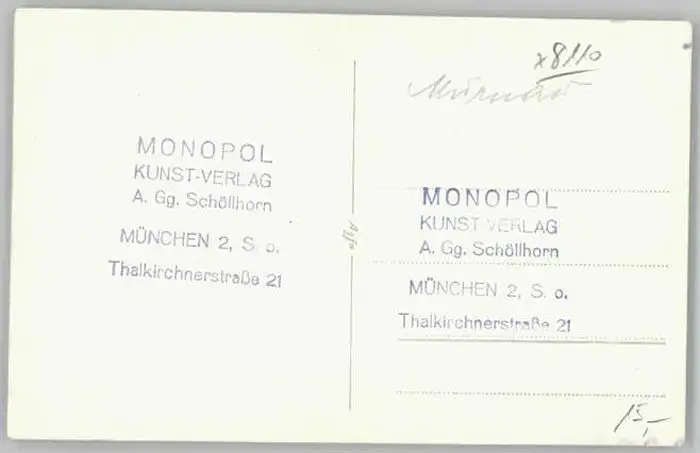 x8110
Murnau
MONOPOL
KUNST-VERLAG
A. Gg. Schöllhorn
MÜNCHEN 2, S. o.
Thalkirchnerstraße 21
Agfa
MONOPOL
KUNST-VERLAG
A. Gg. Schöllhorn
MÜNCHEN 2, S. o.
Thalkirchnerstraße 21
15,-